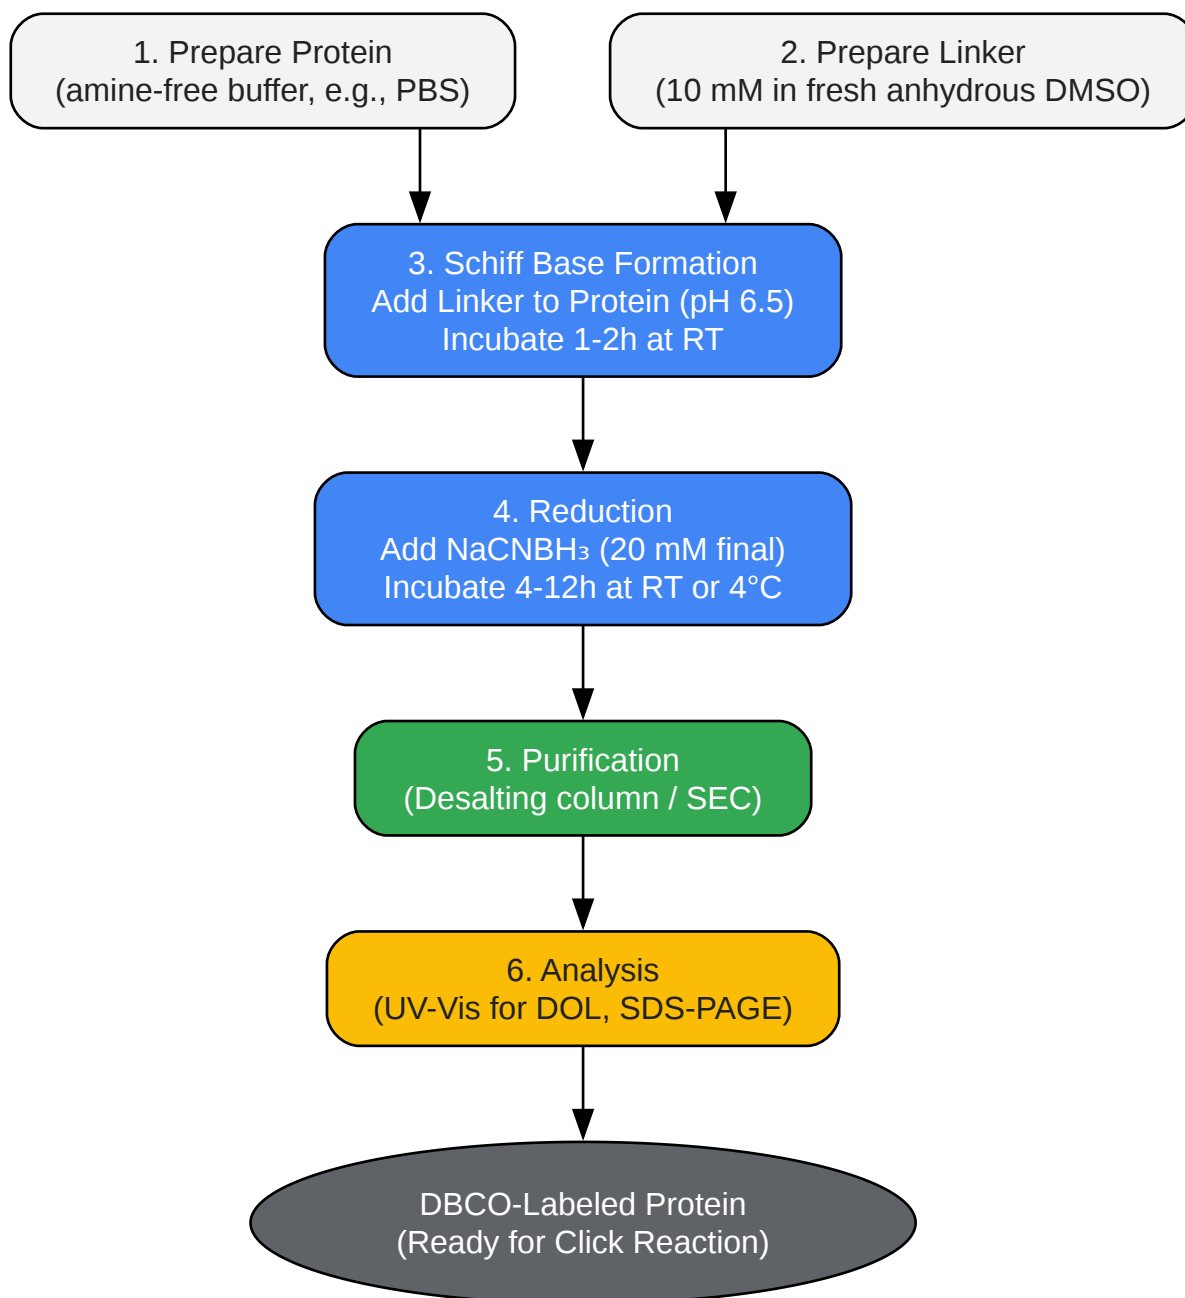 1. Prepare Protein
(amine-free buffer, e.g., PBS)
2. Prepare Linker
(10 mM in fresh anhydrous DMSO)
3. Schiff Base Formation
Add Linker to Protein (pH 6.5)
Incubate 1-2h at RT
4. Reduction
Add NaCNBH₃ (20 mM final)
Incubate 4-12h at RT or 4°C
5. Purification
(Desalting column / SEC)
6. Analysis
(UV-Vis for DOL, SDS-PAGE)
DBCO-Labeled Protein
(Ready for Click Reaction)